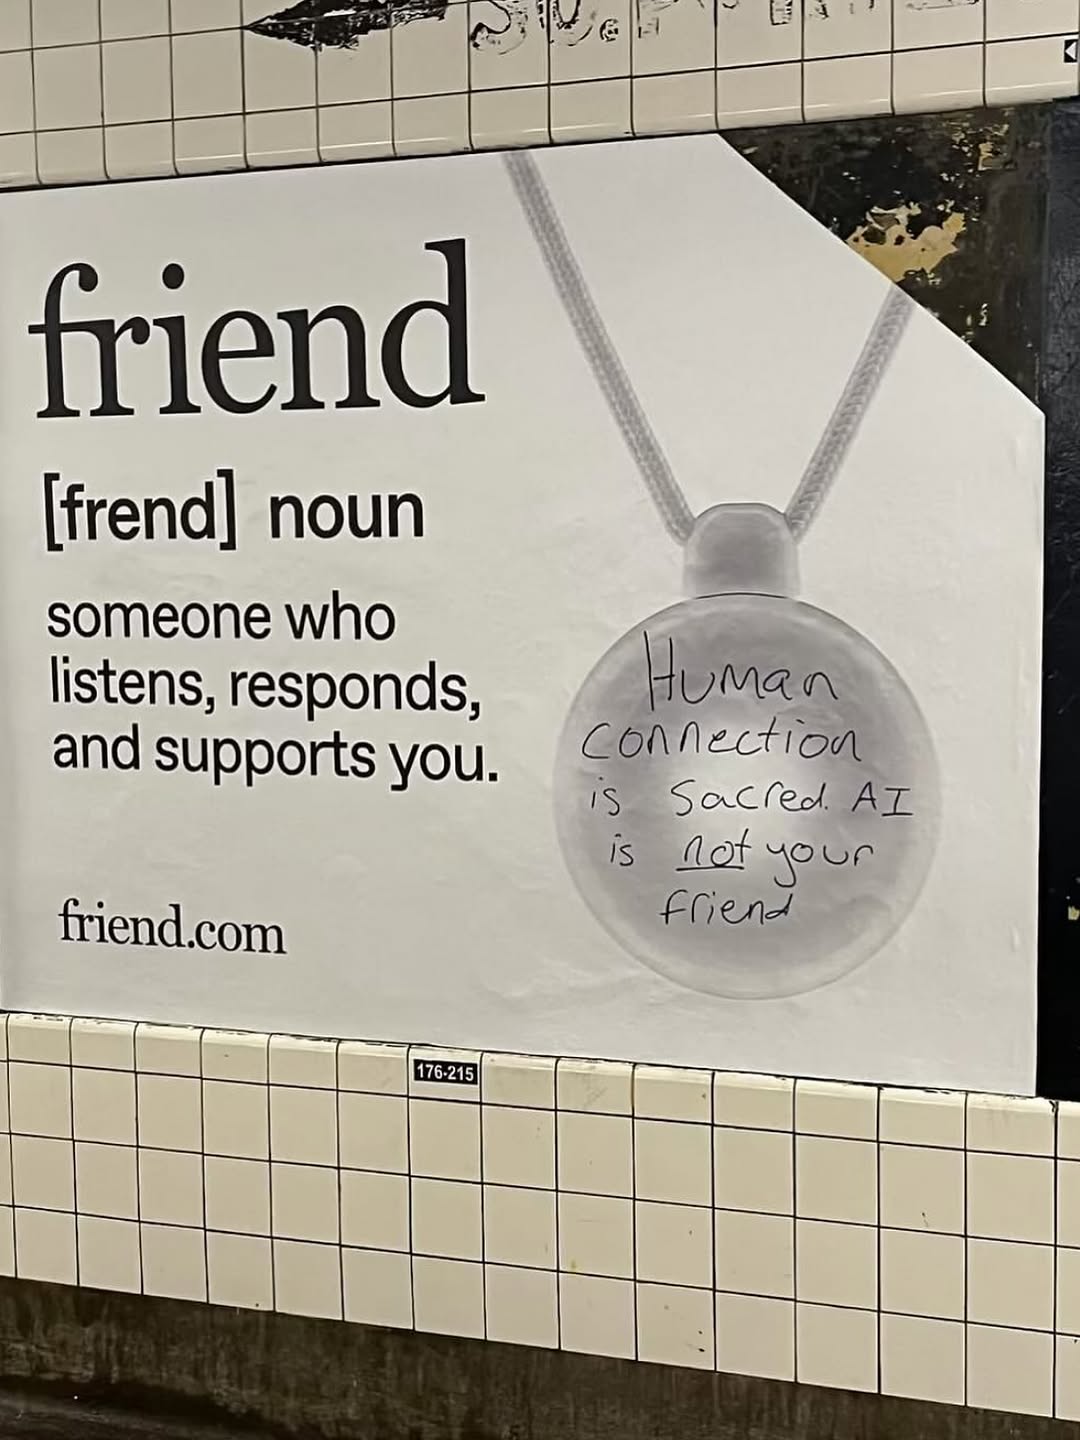 friend
[frend] noun
someone who
listens, responds,
and supports you.
friend.com
Human
connection
is sacred. AI
is not your
friend
176-215